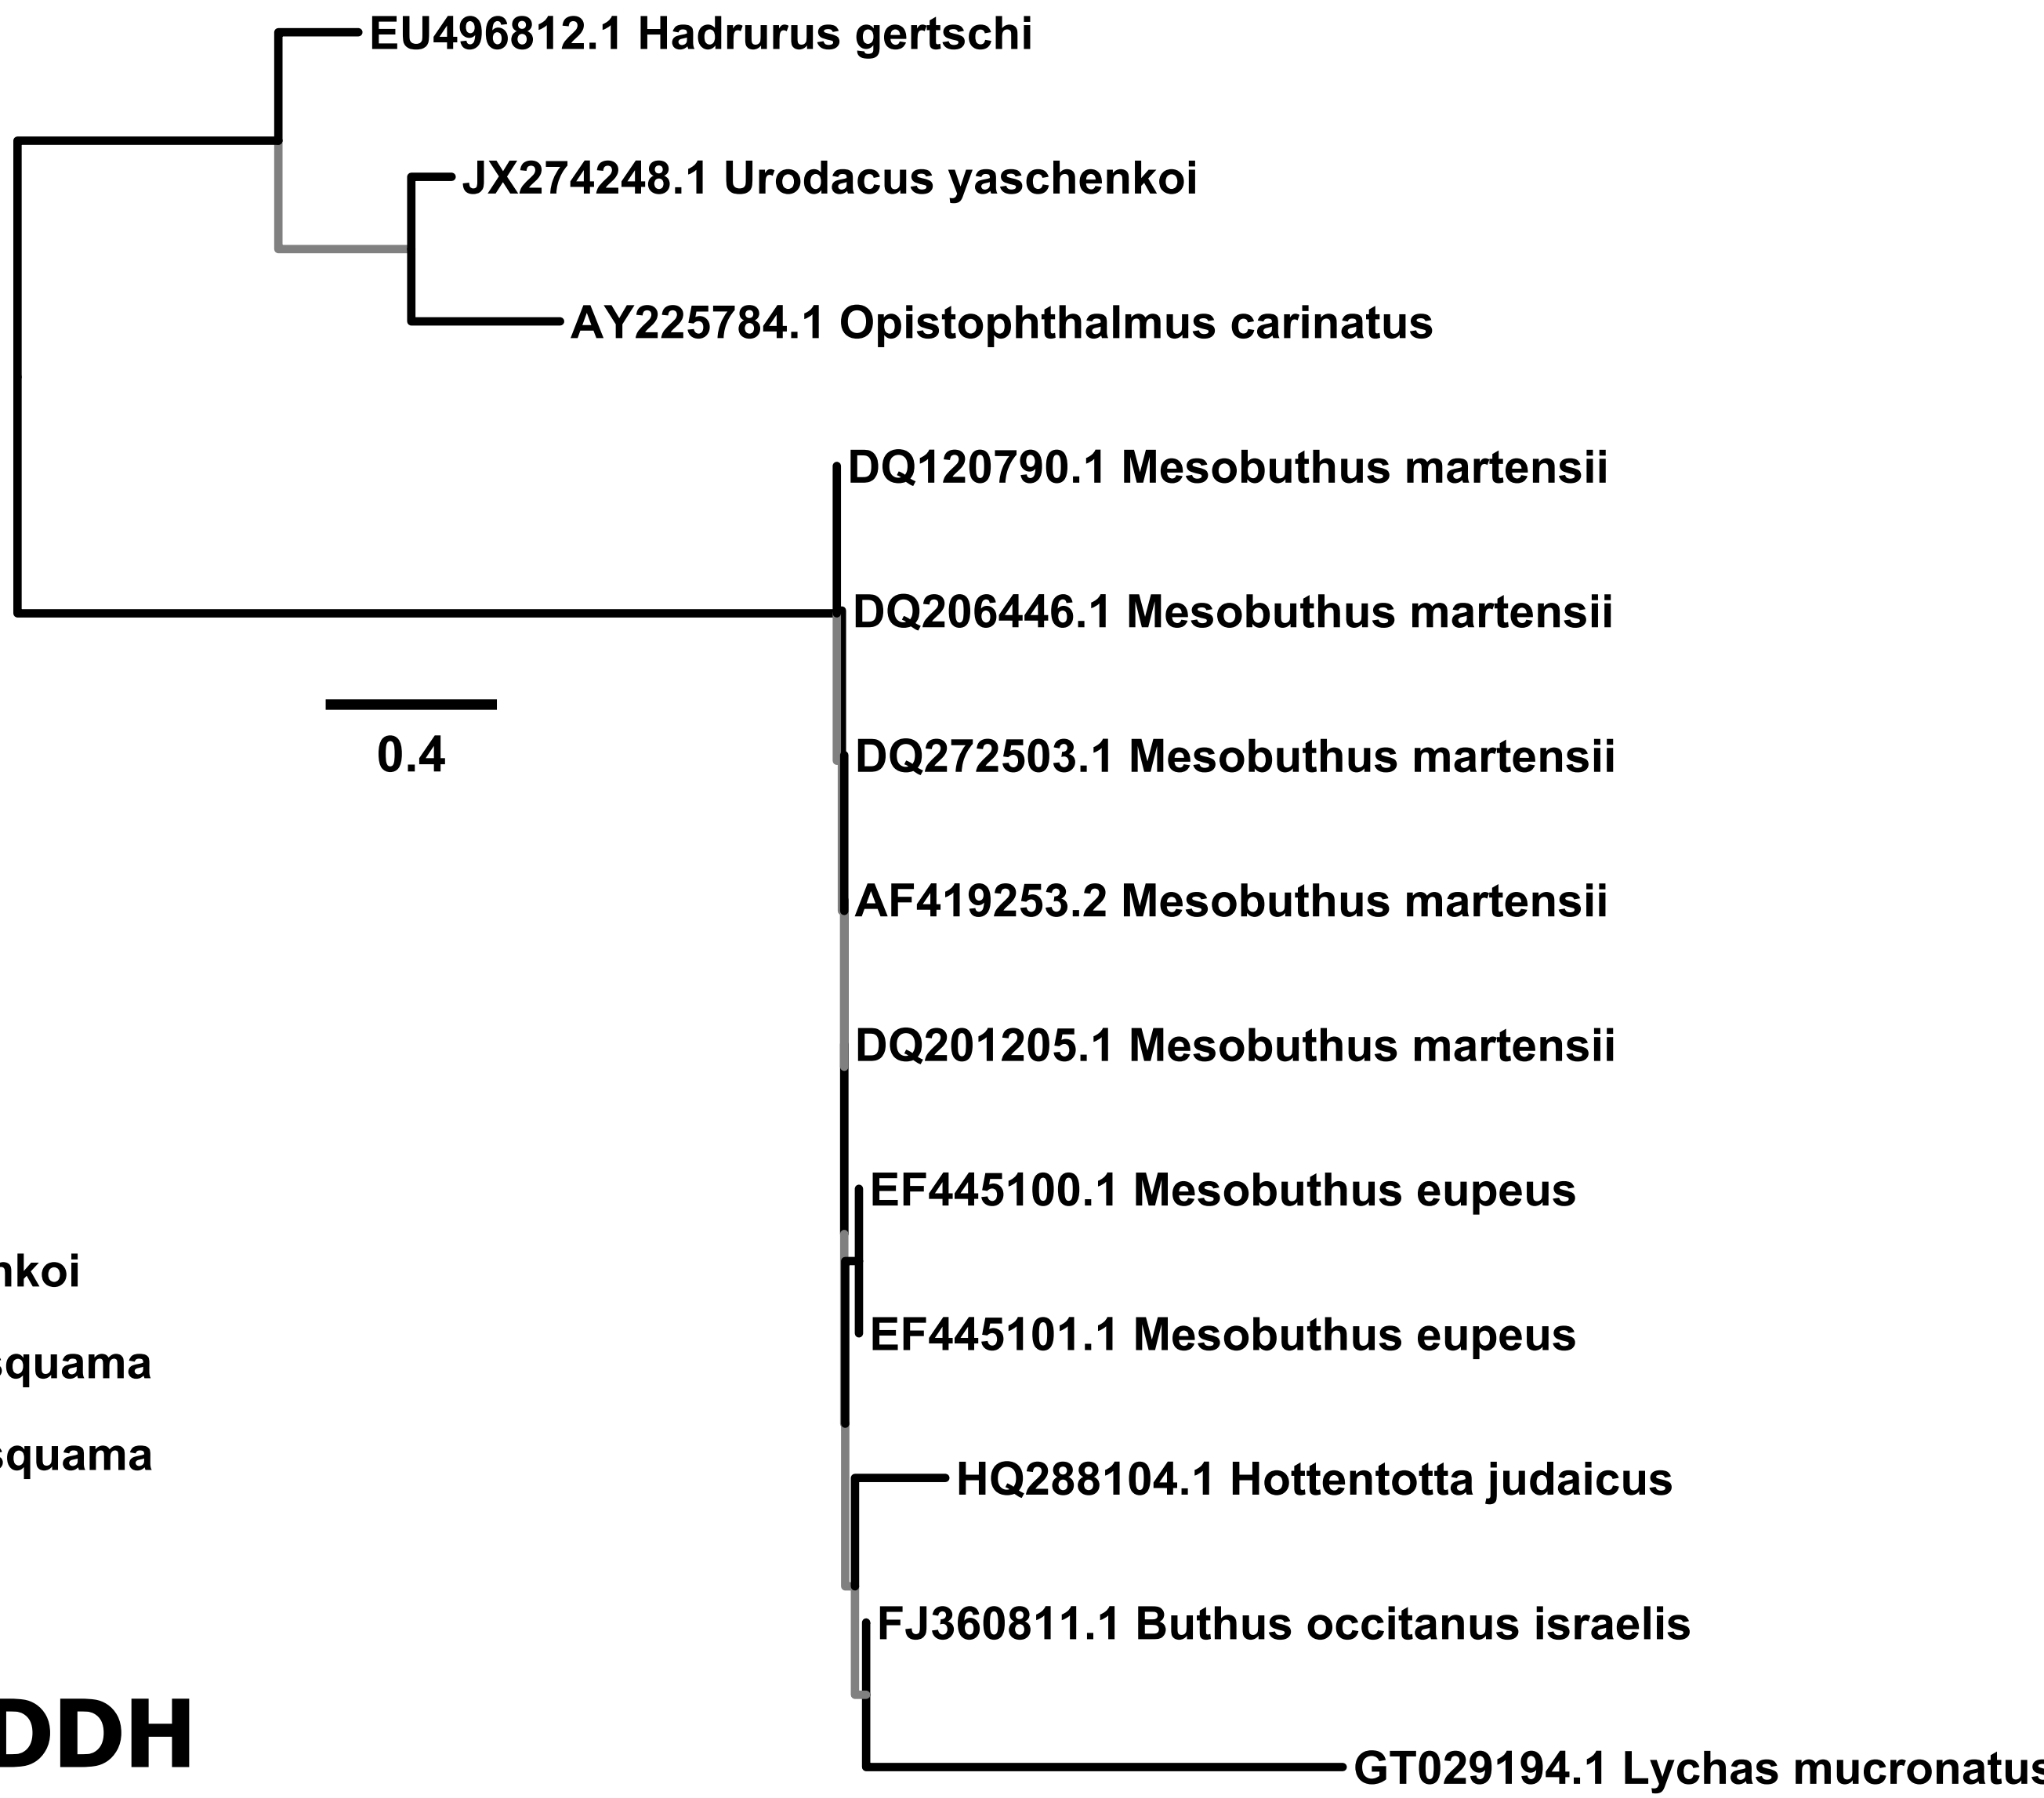 EU496812.1 Hadrurus gertschi
JX274248.1 Urodacus yaschenkoi
AY225784.1 Opistophthalmus carinatus
DQ120790.1 Mesobuthus martensii
DQ206446.1 Mesobuthus martensii
0.4
DQ272503.1 Mesobuthus martensii
AF419253.2 Mesobuthus martensii
DQ201205.1 Mesobuthus martensii
EF445100.1 Mesobuthus eupeus
nkoi
EF445101.1 Mesobuthus eupeus
squama
squama
HQ288104.1 Hottentotta judaicus
FJ360811.1 Buthus occitanus israelis
DDH
GT029194.1 Lychas mucronatus